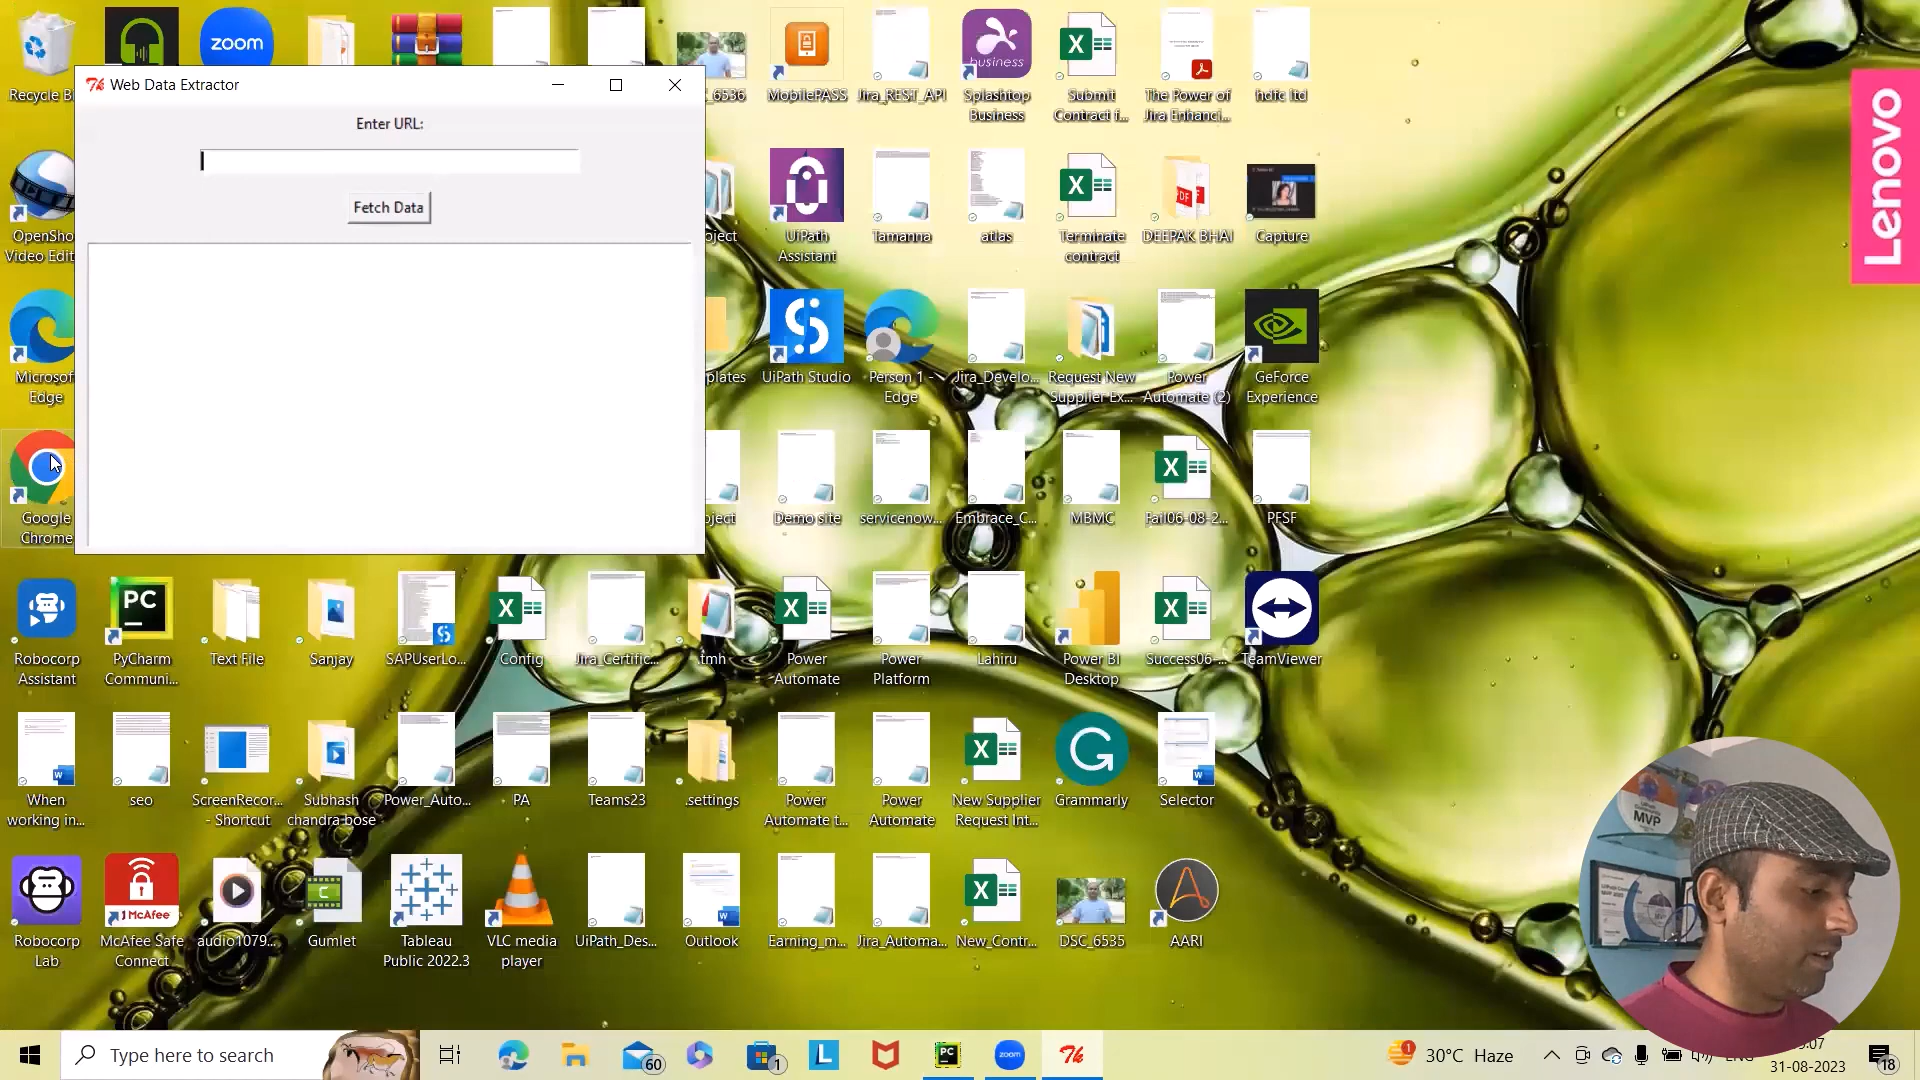 Recycle Bi
zoom
_6536
MobilePASS
Jira_REST_API
business
Splashtop
Business
Submit
Contract f...
The Power of
Jira Enhanci...
hdfc ltd
Lenovo
Web Data Extractor
Enter URL:
Fetch Data
OpenSho
Video Edit
oject
UiPath
Assistant
Tamanna
atlas
Terminate
contract
PDF
DEEPAK BHAI
Capture
Microsof
Edge
plates
UiPath Studio
Person 1 -
Edge
Jira_Develo...
Request New
Supplier Ex...
Power
Automate (2)
GeForce
Experience
Google
Chrome
oject
Demo site
servicenow...
Embrace_C...
MBMC
Fail06-08-2...
PFSF
PC
Robocorp
Assistant
PyCharm
Communi...
Text File
Sanjay
SAPUserLo...
Config
Jira_Certific...
.tmh
Power
Automate
Power
Platform
Lahiru
Power BI
Desktop
Success06-...
TeamViewer
When
working in...
seo
ScreenRecor...
- Shortcut
Subhash
chandra bose
Power_Auto...
PA
Teams23
.settings
Power
Automate t...
Power
Automate
New Supplier
Request Int...
Grammarly
Selector
MVP
McAfee
Robocorp
Lab
McAfee Safe
Connect
audio1079...
Gumlet
Tableau
Public 2022.3
VLC media
player
UiPath_Des...
Outlook
Earning_m...
Jira_Automa...
New_Contr...
DSC_6535
AARI
Type here to search
60
1
L
PC
zoom
1
30°C Haze
ENG
:07
31-08-2023
18